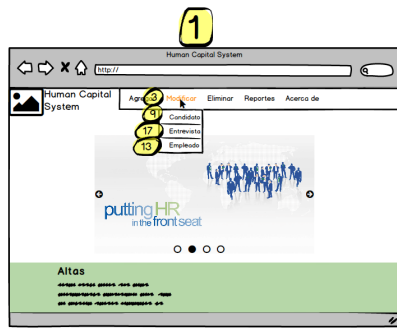 1
Human Capital System
http://
Human Capital
System
3 Modificar Eliminar Reportes Acerca de
9 Candidato
17 Entrevista
13 Empleado
putting HR
in the front seat
Altas